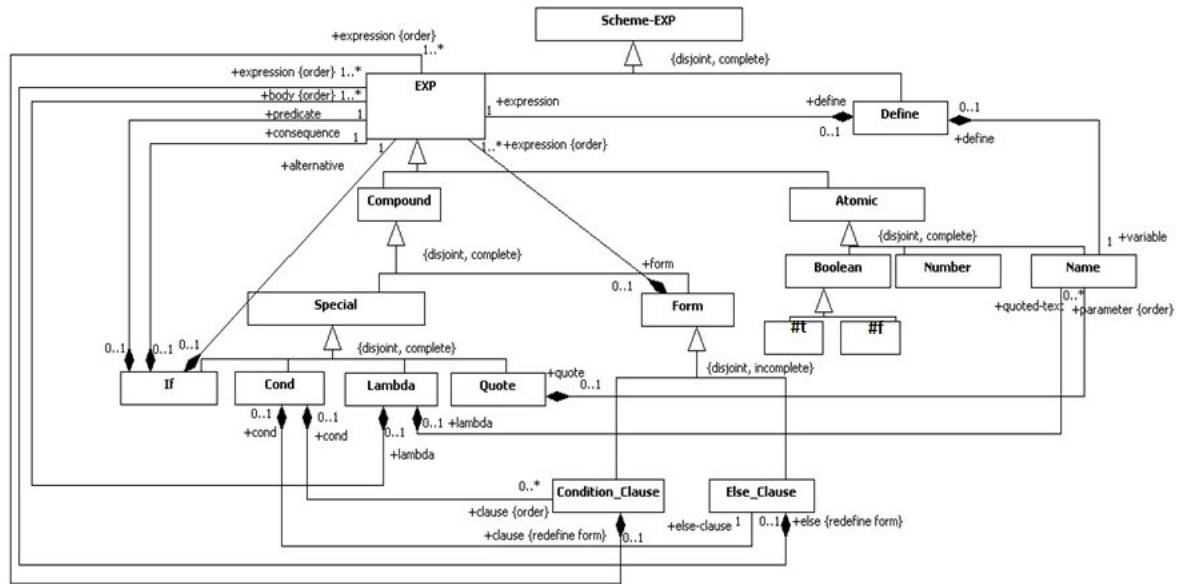 Scheme-EXP
+expression {order}
1..*
{disjoint, complete}
+expression {order} 1..*
EXP
+body {order} 1..*
+expression
1
+define
0..1
Define
0..1
+define
+predicate
1
+consequence
1
+alternative
1
1..*
+expression {order}
Compound
Atomic
{disjoint, complete}
{disjoint, complete}
1
+variable
+form
0..1
Boolean
Number
Name
Special
Form
+quoted-text
0..*
+parameter {order}
#t
#f
0..1
0..1
0..1
{disjoint, complete}
{disjoint, incomplete}
If
Cond
Lambda
Quote
+quote
0..1
0..1
+cond
0..1
+cond
0..1
+lambda
0..1
+lambda
0..*
Condition_Clause
Else_Clause
+clause {order}
+else-clause
1
0..1
+else {redefine form}
+clause {redefine form}
0..1